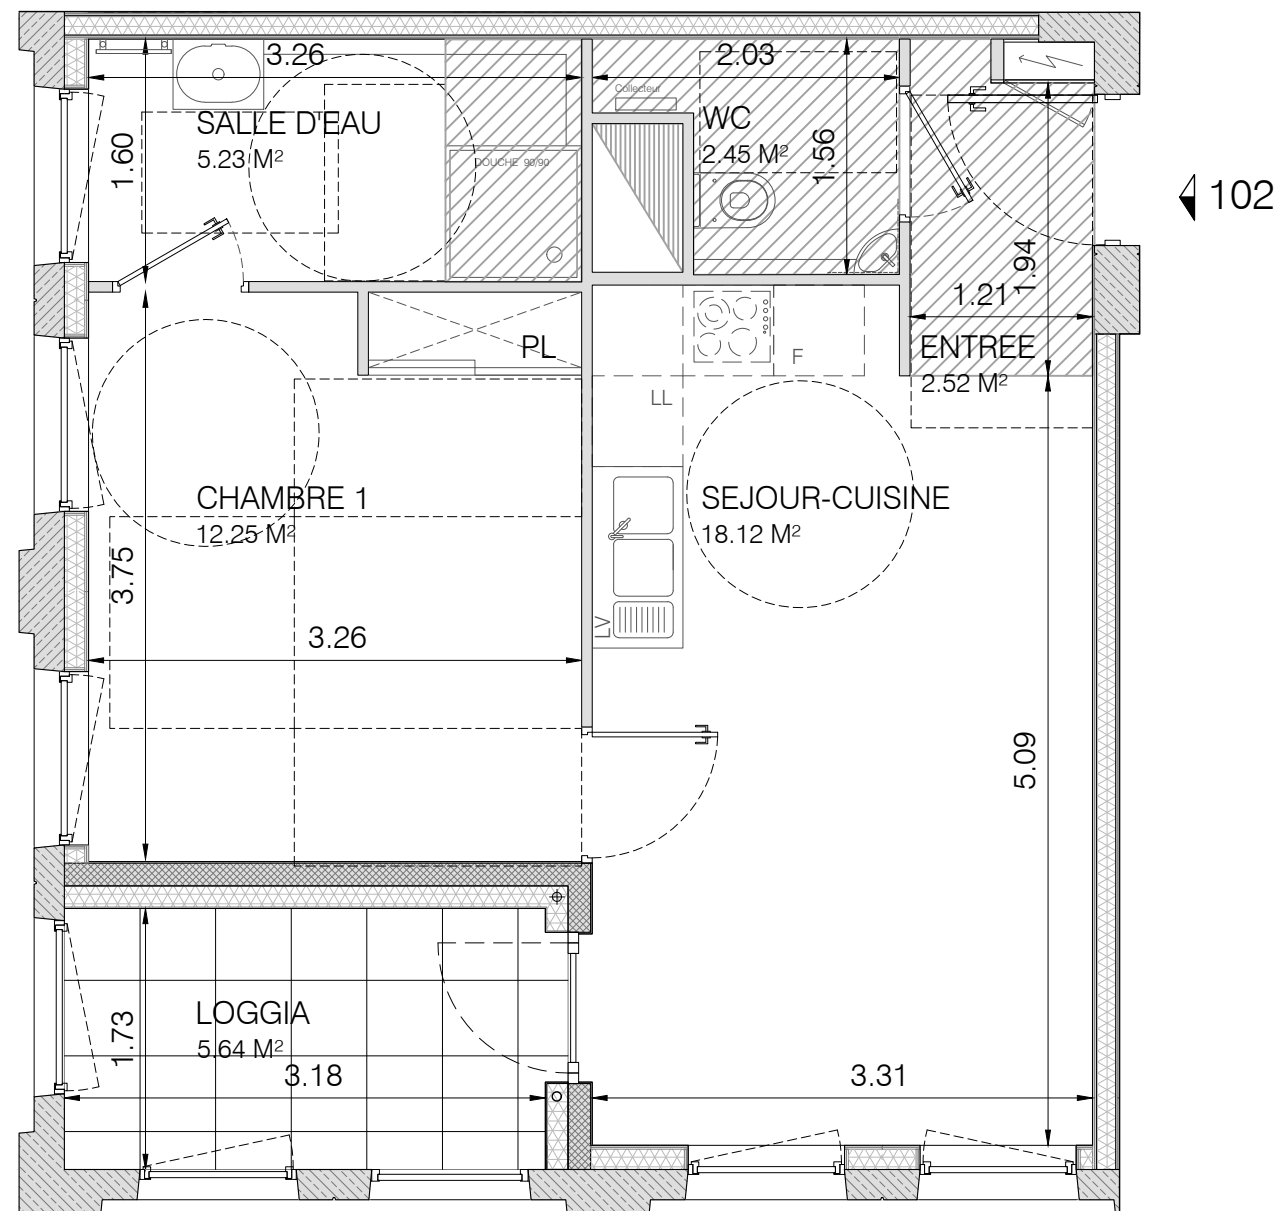 3.26
2.03
Collecteur
SALLE D'EAU
5.23 M²
1.60
WC
2.45 M²
1.56
DOUCHE 90/90
102
1.94
1.21
PL
F
ENTREE
2.52 M²
LL
CHAMBRE 1
12.25 M²
SEJOUR-CUISINE
18.12 M²
3.75
LV
3.26
5.09
LOGGIA
5.64 M²
1.73
3.18
3.31